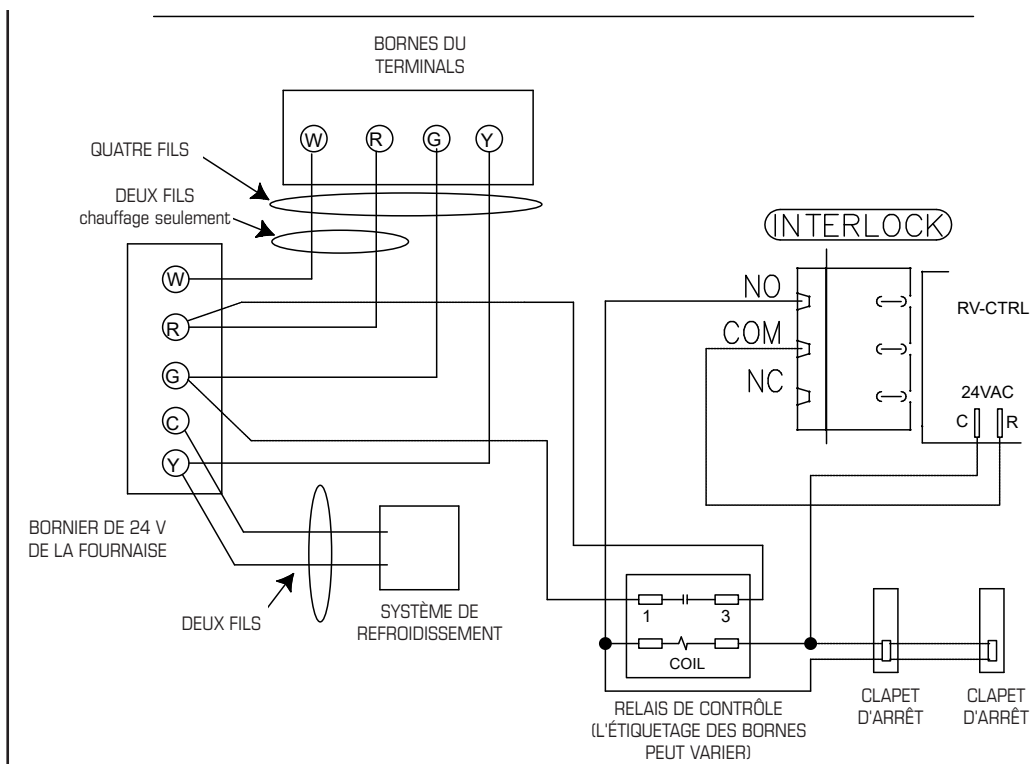 BORNES DU
TERMINALS
W R G Y
QUATRE FILS
DEUX FILS
chauffage seulement
W
R
G
C
Y
BORNIER DE 24 V
DE LA FOURNAISE
DEUX FILS
SYSTÈME DE
REFROIDISSEMENT
INTERLOCK
NO
COM
NC
RV-CTRL
24VAC
C R
1 3
COIL
RELAIS DE CONTRÔLE
(L'ÉTIQUETAGE DES BORNES
PEUT VARIER)
CLAPET
D'ARRÊT
CLAPET
D'ARRÊT